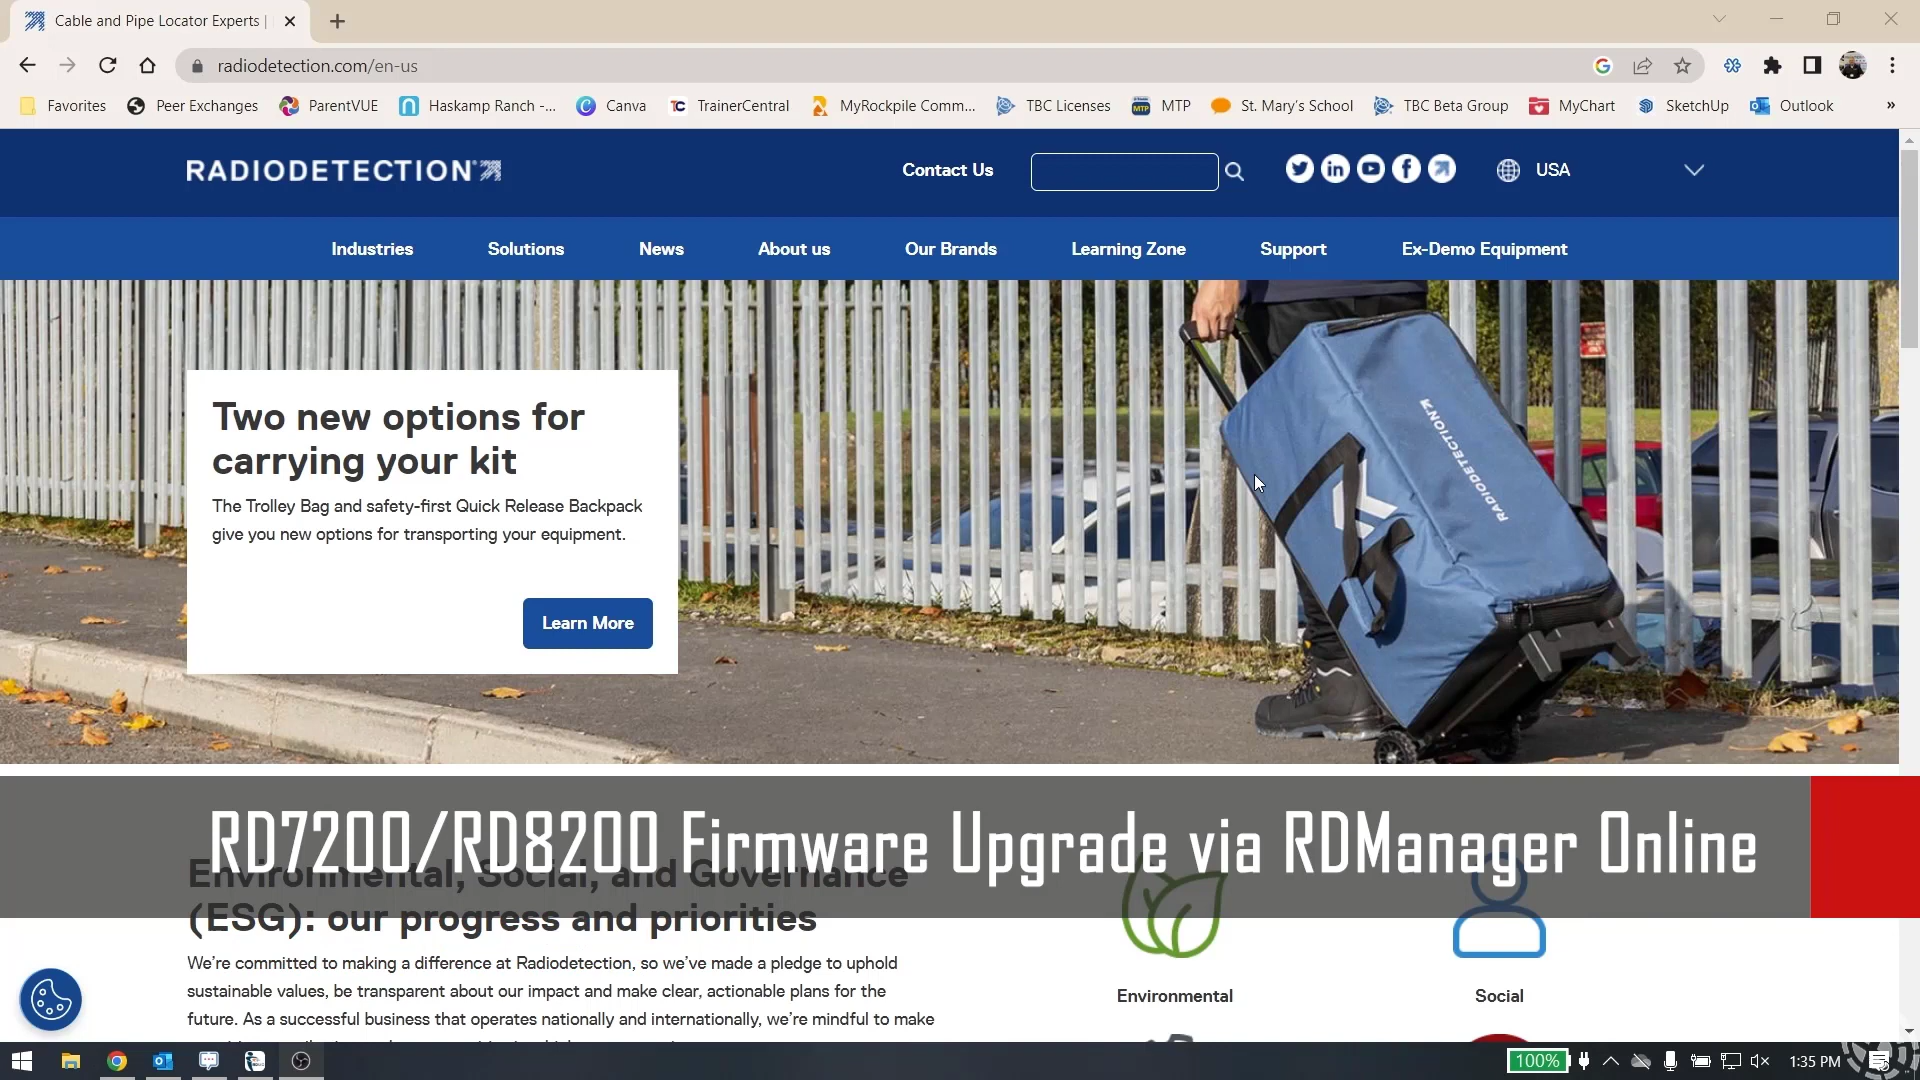 Cable and Pipe Locator Experts |
radiodetection.com/en-us
Favorites
Peer Exchanges
ParentVUE
Haskamp Ranch -...
Canva
TrainerCentral
MyRockpile Comm...
TBC Licenses
MTP
St. Mary's School
TBC Beta Group
MyChart
SketchUp
Outlook
»
RADIODETECTION
Contact Us
USA
Industries
Solutions
News
About us
Our Brands
Learning Zone
Support
Ex-Demo Equipment
Two new options for
carrying your kit
The Trolley Bag and safety-first Quick Release Backpack
give you new options for transporting your equipment.
Learn More
RADIODETECTION
RD7200/RD8200 Firmware Upgrade via RDManager Online
Environmental, Social, and Governance
(ESG): our progress and priorities
We're committed to making a difference at Radiodetection, so we've made a pledge to uphold
sustainable values, be transparent about our impact and make clear, actionable plans for the
future. As a successful business that operates nationally and internationally, we're mindful to make
Environmental
Social
100%
1:35 PM